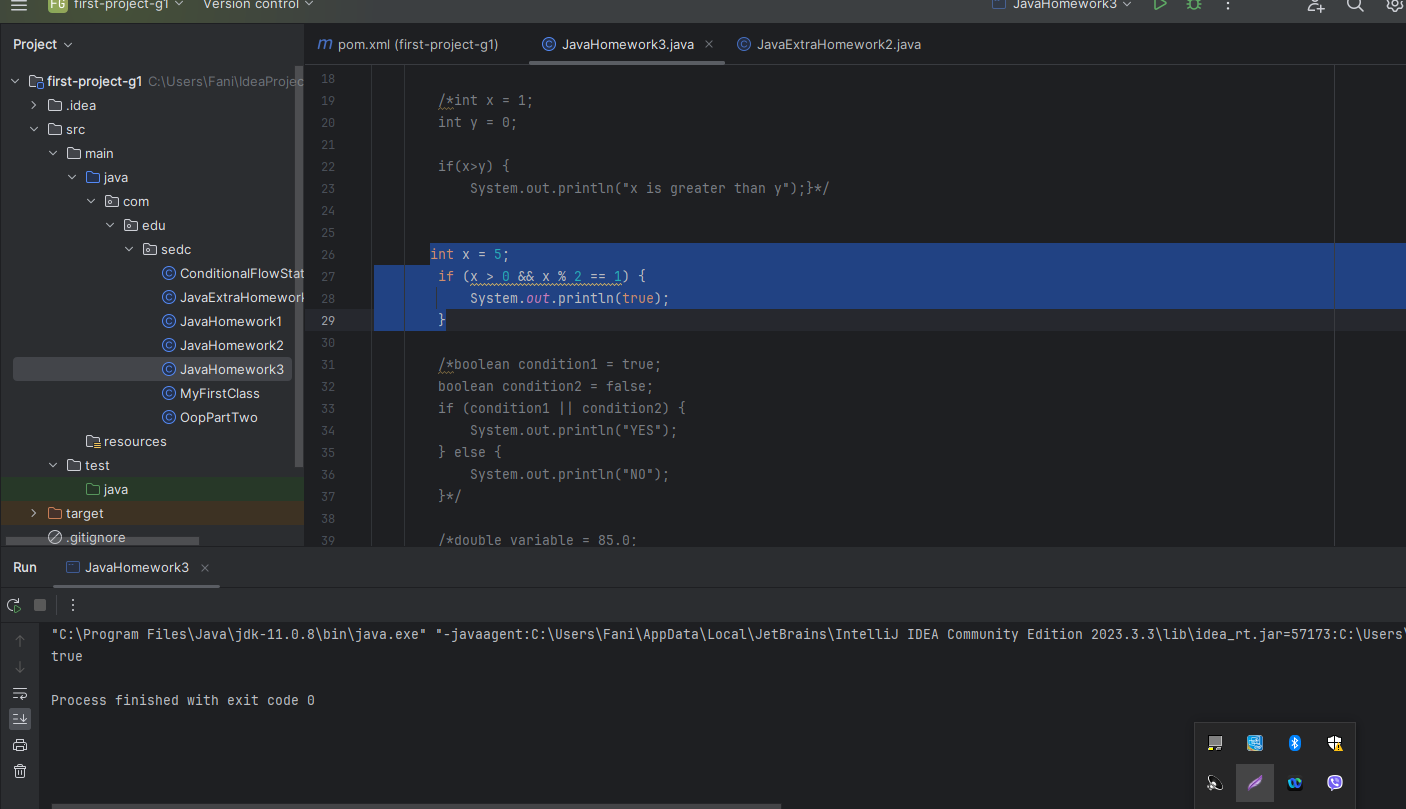 FG first-project-g1 Version control JavaHomework3
Project
pom.xml (first-project-g1) JavaHomework3.java JavaExtraHomework2.java
first-project-g1 C:\Users\Fani\IdeaProjec
.idea
src
main
java
com
edu
sedc
ConditionalFlowStat
JavaExtraHomework
JavaHomework1
JavaHomework2
JavaHomework3
MyFirstClass
OopPartTwo
resources
test
java
target
.gitignore
18
19 /*int x = 1;
20 int y = 0;
21
22 if(x>y) {
23 System.out.println("x is greater than y");}*/
24
25
26 int x = 5;
27 if (x > 0 && x % 2 == 1) {
28 System.out.println(true);
29 }
30
31 /*boolean condition1 = true;
32 boolean condition2 = false;
33 if (condition1 || condition2) {
34 System.out.println("YES");
35 } else {
36 System.out.println("NO");
37 }*/
38
39 /*double variable = 85.0;
Run JavaHomework3
"C:\Program Files\Java\jdk-11.0.8\bin\java.exe" "-javaagent:C:\Users\Fani\AppData\Local\JetBrains\IntelliJ IDEA Community Edition 2023.3.3\lib\idea_rt.jar=57173:C:\Users\
true
Process finished with exit code 0